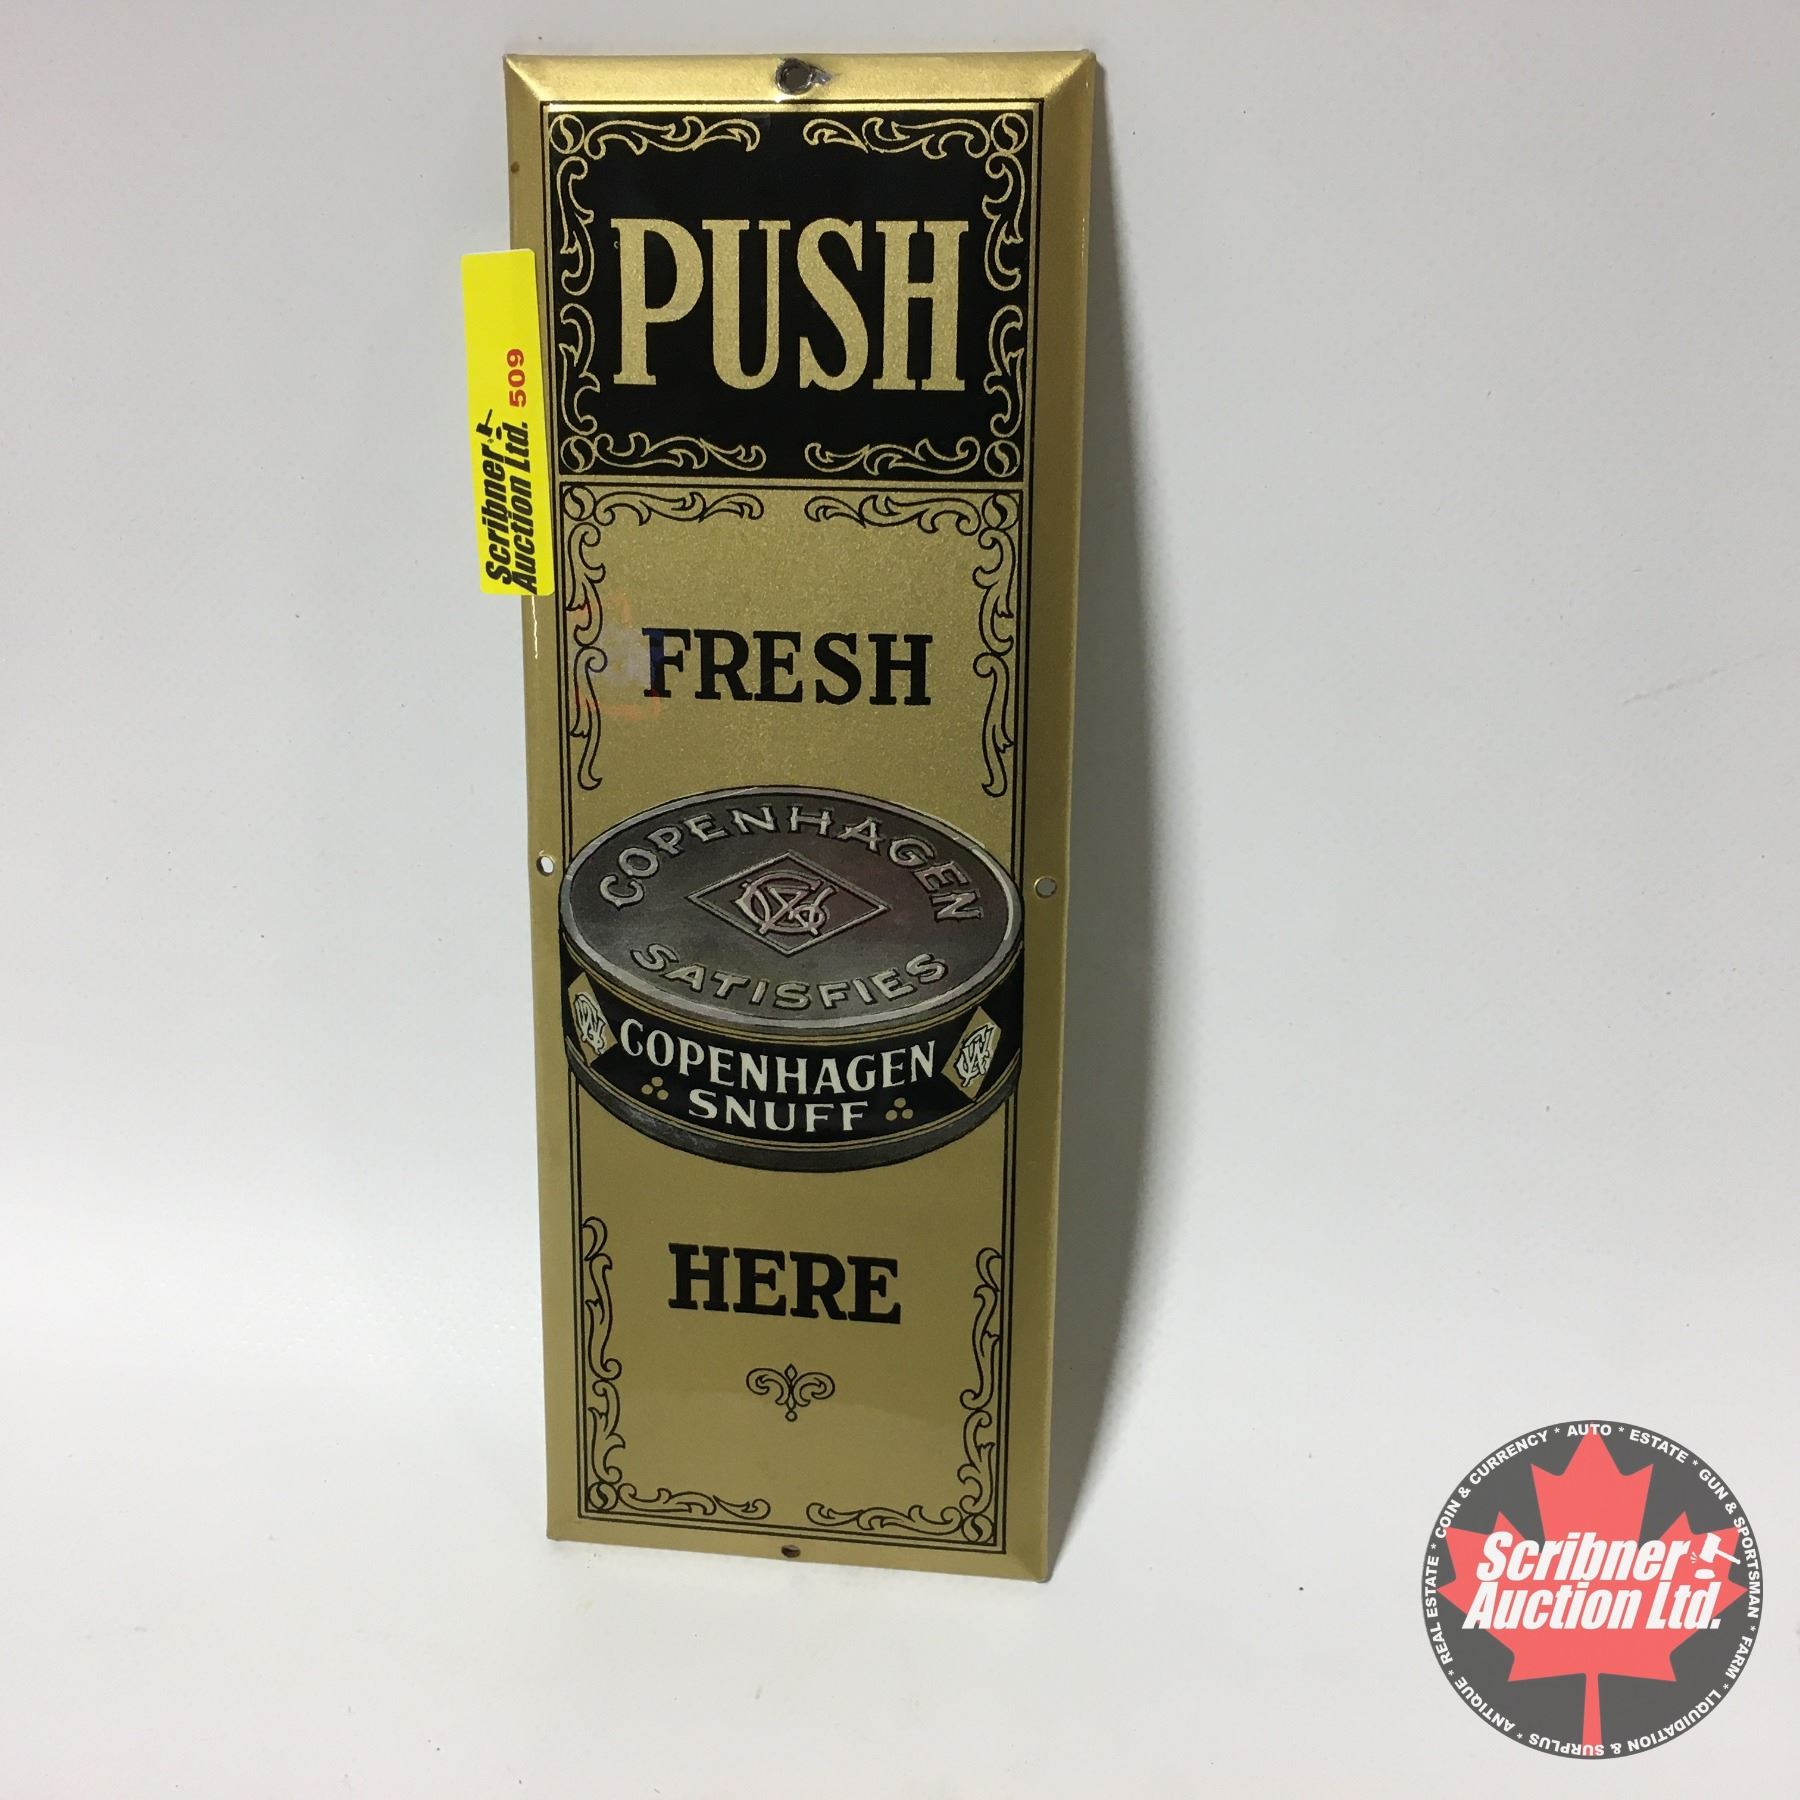 PUSH
509
Scribner
Auction Ltd.
FRESH
COPENHAGEN
SATISFIES
COPENHAGEN
SNUFF
HERE
* COIN & CURRENCY * AUTO * ESTATE * GUN & SPORTSMAN * FARM * LIQUIDATION & SURPLUS * ANTIQUE * REAL ESTATE
Scribner
Auction Ltd.